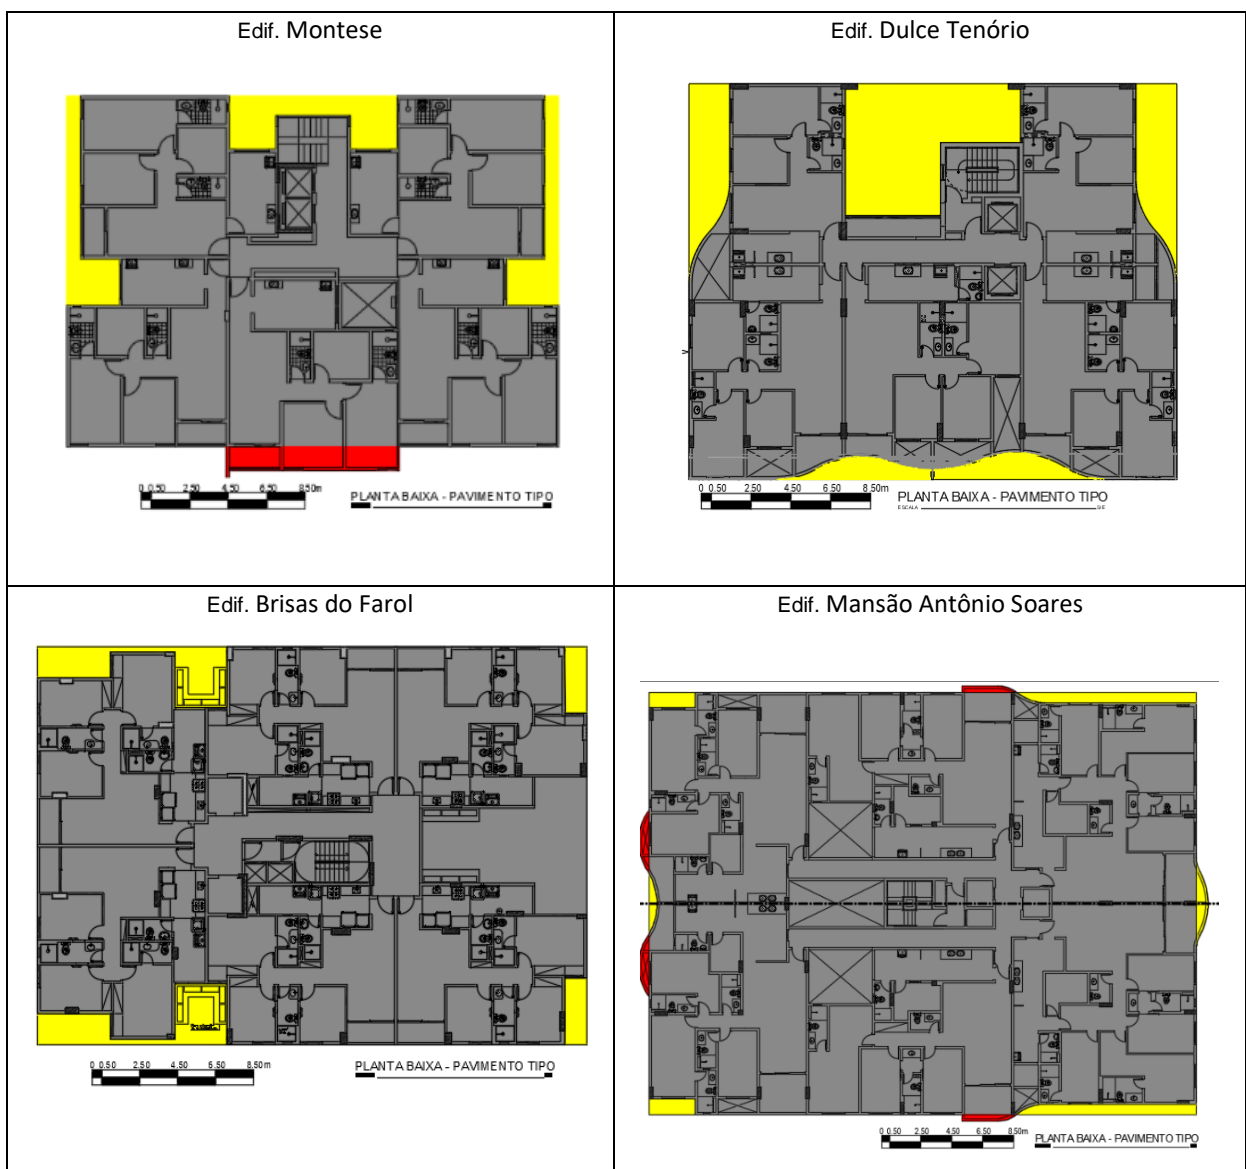 Edif. Montese
Edif. Dulce Tenório
0 0.50 2.50 4.50 6.50 8.50m
PLANTA BAIXA - PAVIMENTO TIPO
0 0.50 2.50 4.50 6.50 8.50m
PLANTA BAIXA - PAVIMENTO TIPO
ESCALA S/E
Edif. Brisas do Farol
Edif. Mansão Antônio Soares
0 0.50 2.50 4.50 6.50 8.50m
PLANTA BAIXA - PAVIMENTO TIPO
0 0.50 2.50 4.50 6.50 8.50m
PLANTA BAIXA - PAVIMENTO TIPO